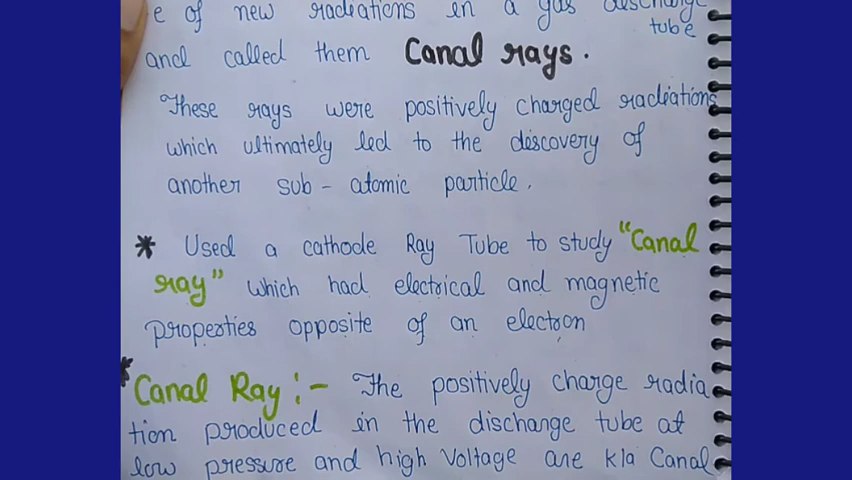 e of new radiations in a gas discharge
tube
and called them Canal rays.
These rays were positively charged radiations
which ultimately led to the discovery of
another sub-atomic particle.
* Used a cathode Ray Tube to study "Canal
ray" which had electrical and magnetic
properties opposite of an electron
* Canal Ray :- The positively charge radia
tion produced in the discharge tube at
low pressure and high Voltage are k/a Canal